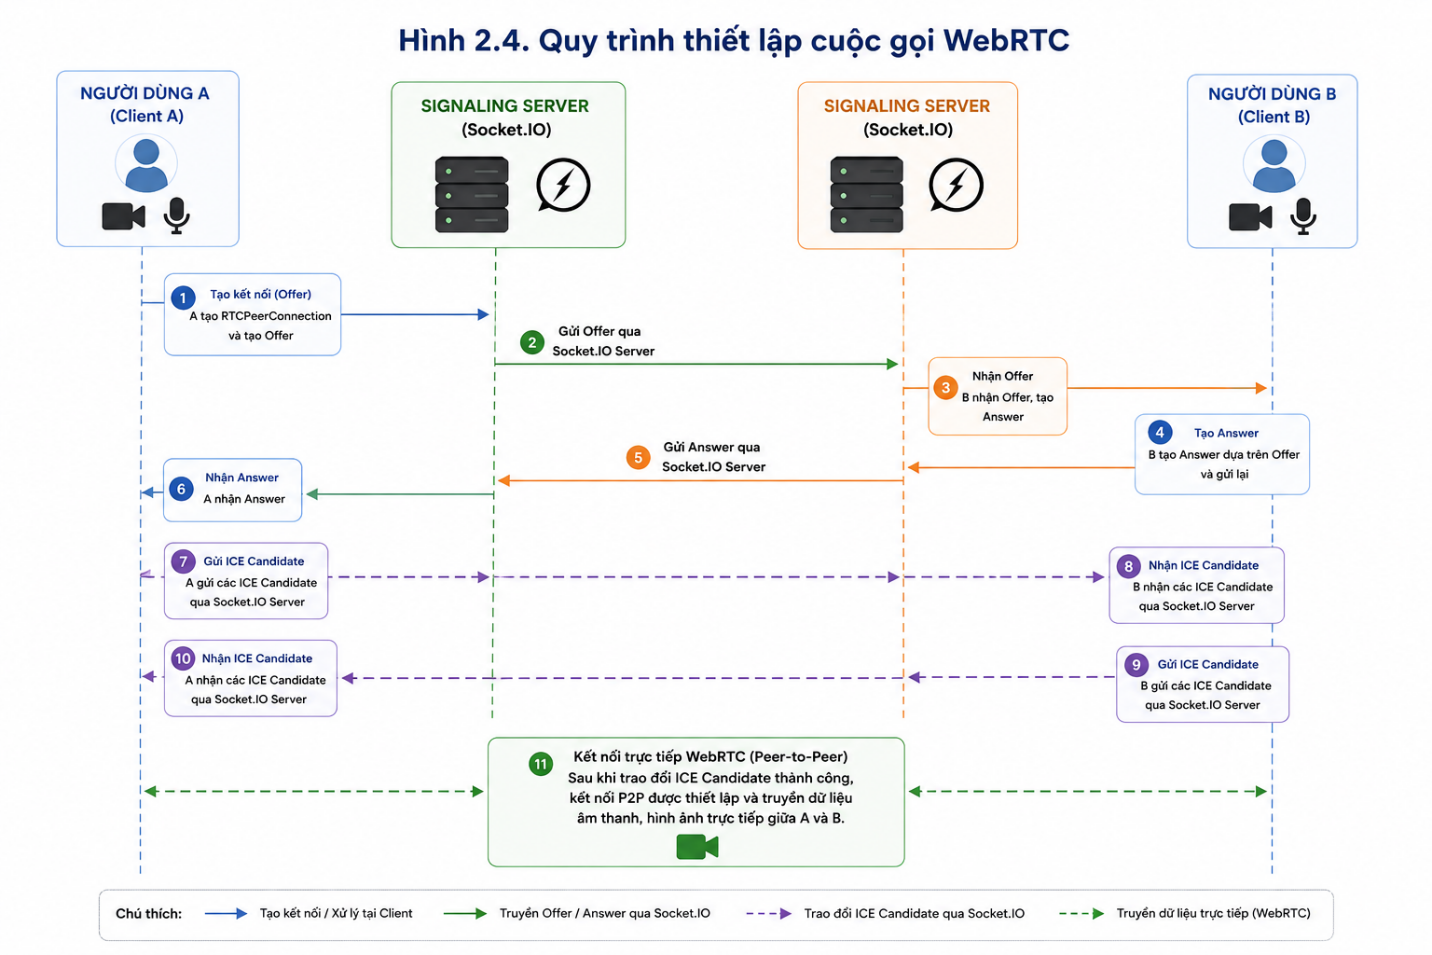 Hình 2.4. Quy trình thiết lập cuộc gọi WebRTC
NGƯỜI DÙNG A
(Client A)
SIGNALING SERVER
(Socket.IO)
SIGNALING SERVER
(Socket.IO)
NGƯỜI DÙNG B
(Client B)
1
Tạo kết nối (Offer)
A tạo RTCPeerConnection
và tạo Offer
2
Gửi Offer qua
Socket.IO Server
3
Nhận Offer
B nhận Offer, tạo
Answer
4
Tạo Answer
B tạo Answer dựa trên Offer
và gửi lại
5
Gửi Answer qua
Socket.IO Server
6
Nhận Answer
A nhận Answer
7
Gửi ICE Candidate
A gửi các ICE Candidate
qua Socket.IO Server
8
Nhận ICE Candidate
B nhận các ICE Candidate
qua Socket.IO Server
10
Nhận ICE Candidate
A nhận các ICE Candidate
qua Socket.IO Server
9
Gửi ICE Candidate
B gửi các ICE Candidate
qua Socket.IO Server
11
Kết nối trực tiếp WebRTC (Peer-to-Peer)
Sau khi trao đổi ICE Candidate thành công,
kết nối P2P được thiết lập và truyền dữ liệu
âm thanh, hình ảnh trực tiếp giữa A và B.
Chú thích:
Tạo kết nối / Xử lý tại Client
Truyền Offer / Answer qua Socket.IO
Trao đổi ICE Candidate qua Socket.IO
Truyền dữ liệu trực tiếp (WebRTC)